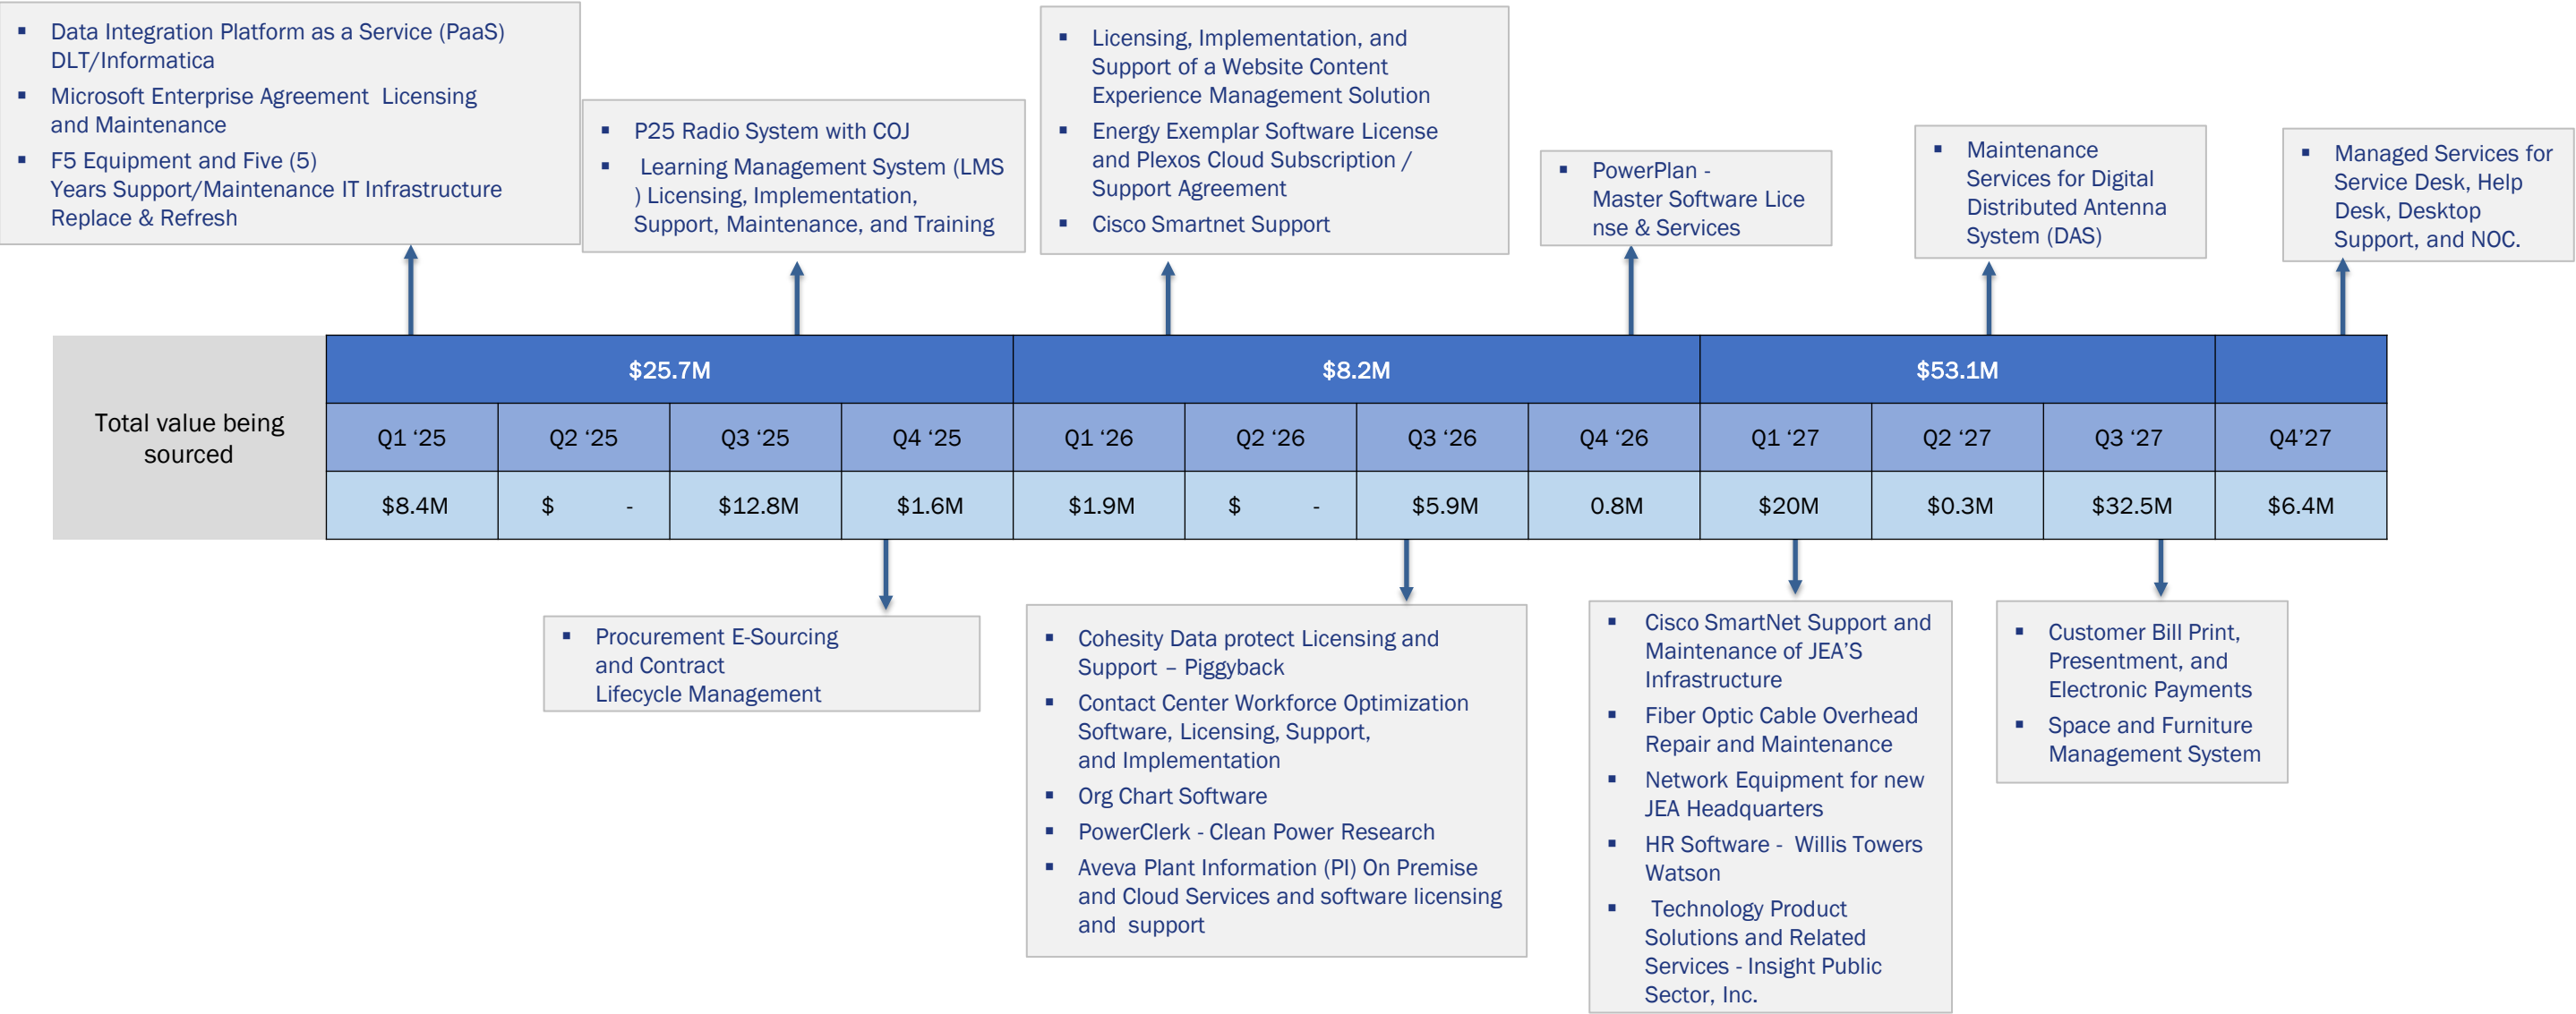 ▪ Data Integration Platform as a Service (PaaS)
DLT/Informatica
▪ Microsoft Enterprise Agreement  Licensing
and Maintenance
▪ F5 Equipment and Five (5)
Years Support/Maintenance IT Infrastructure
Replace & Refresh
▪ P25 Radio System with COJ
▪  Learning Management System (LMS
) Licensing, Implementation,
Support, Maintenance, and Training
▪ Licensing, Implementation, and
Support of a Website Content
Experience Management Solution
▪ Energy Exemplar Software License
and Plexos Cloud Subscription /
Support Agreement
▪ Cisco Smartnet Support
▪ PowerPlan -
Master Software Lice
nse & Services
▪ Maintenance
Services for Digital
Distributed Antenna
System (DAS)
▪ Managed Services for
Service Desk, Help
Desk, Desktop
Support, and NOC.
Total value being
sourced
$25.7M $8.2M $53.1M
Q1 ‘25 Q2 ‘25 Q3 ‘25 Q4 ‘25 Q1 ‘26 Q2 ‘26 Q3 ‘26 Q4 ‘26 Q1 ‘27 Q2 ‘27 Q3 ‘27 Q4’27
$8.4M $ - $12.8M $1.6M $1.9M $ - $5.9M 0.8M $20M $0.3M $32.5M $6.4M
▪ Procurement E-Sourcing
and Contract
Lifecycle Management
▪ Cohesity Data protect Licensing and
Support – Piggyback
▪ Contact Center Workforce Optimization
Software, Licensing, Support,
and Implementation
▪ Org Chart Software
▪ PowerClerk - Clean Power Research
▪ Aveva Plant Information (PI) On Premise
and Cloud Services and software licensing
and  support
▪ Cisco SmartNet Support and
Maintenance of JEA’S
Infrastructure
▪ Fiber Optic Cable Overhead
Repair and Maintenance
▪ Network Equipment for new
JEA Headquarters
▪ HR Software -  Willis Towers
Watson
▪  Technology Product
Solutions and Related
Services - Insight Public
Sector, Inc.
▪ Customer Bill Print,
Presentment, and
Electronic Payments
▪ Space and Furniture
Management System